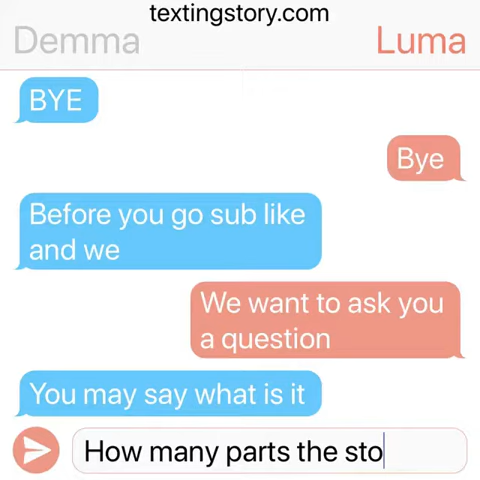 textingstory.com
Demma
Luma
BYE
Bye
Before you go sub like
and we
We want to ask you
a question
You may say what is it
How many parts the sto